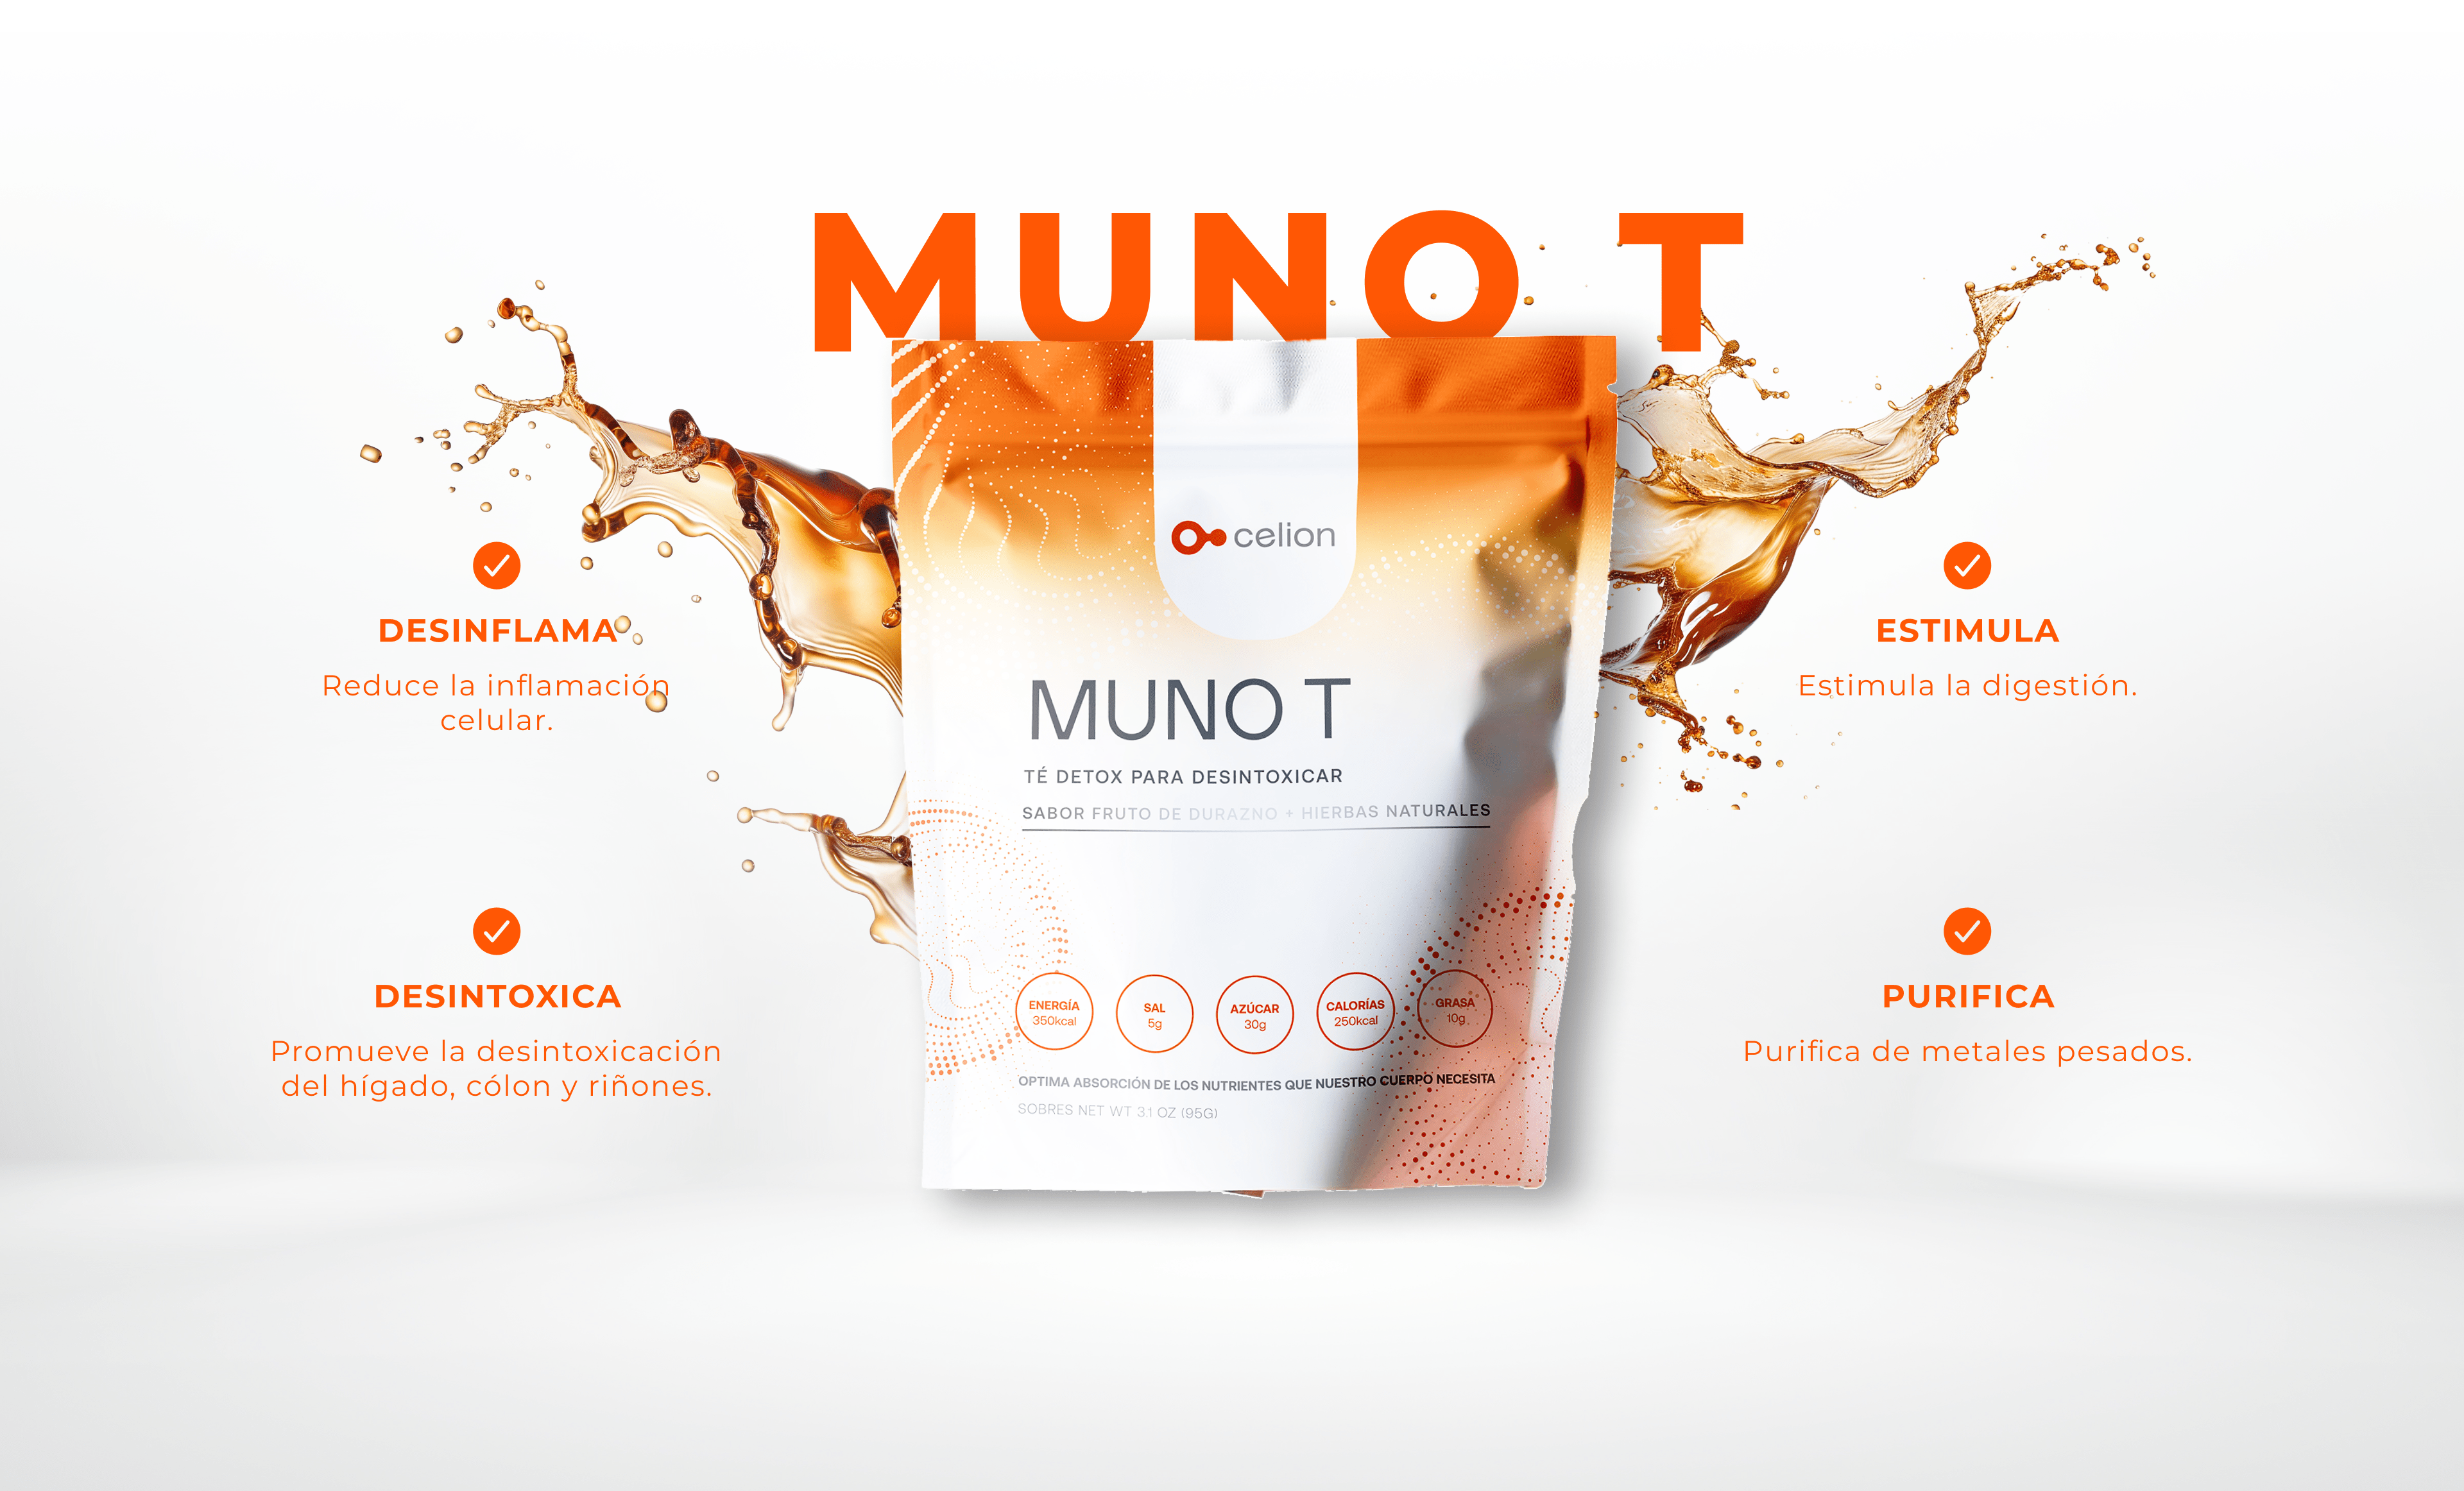 MUNO T
DESINFLAMA
Reduce la inflamación
celular.
DESINTOXICA
Promueve la desintoxicación
del hígado, cólon y riñones.
celion
MUNO T
TÉ DETOX PARA DESINTOXICAR
SABOR FRUTO DE DURAZNO + HIERBAS NATURALES
ENERGÍA
350kcal
SAL
5g
AZÚCAR
30g
CALORÍAS
250kcal
GRASA
10g
OPTIMA ABSORCIÓN DE LOS NUTRIENTES QUE NUESTRO CUERPO NECESITA
SOBRES NET WT 3.1 OZ (95G)
ESTIMULA
Estimula la digestión.
PURIFICA
Purifica de metales pesados.